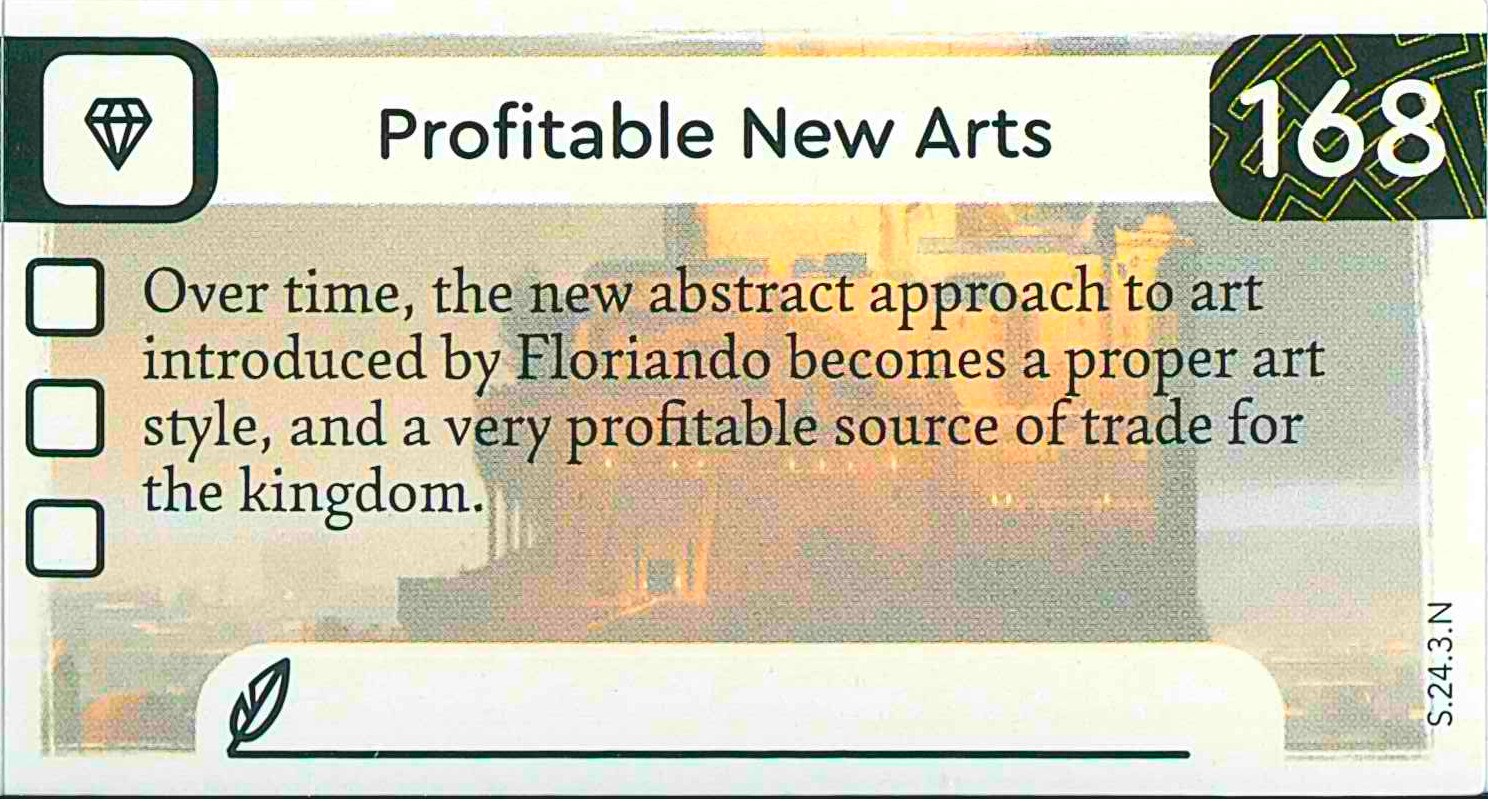 Profitable New Arts
168
Over time, the new abstract approach to art
introduced by Floriando becomes a proper art
style, and a very profitable source of trade for
the kingdom.
S.24.3.N